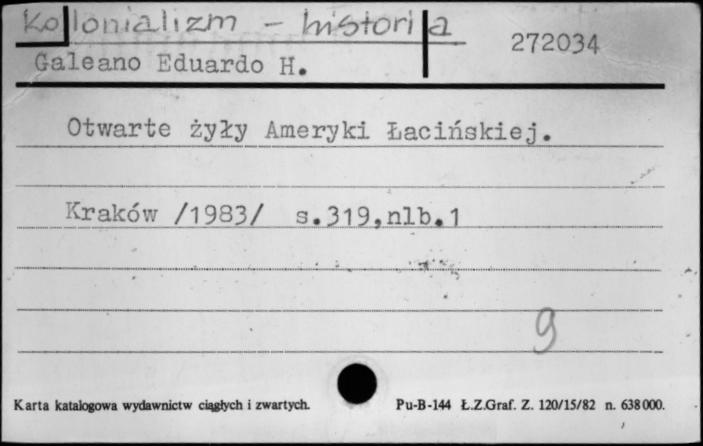 Kolonializm - historia
272034
Galeano Eduardo H.
Otwarte żyły Ameryki Łacińskiej.
Kraków /1983/ s.319,nlb.1
9
Karta katalogowa wydawnictw ciągłych i zwartych.
Pu-B-144 Ł.Z.Graf. Z. 120/15/82 n. 638000.